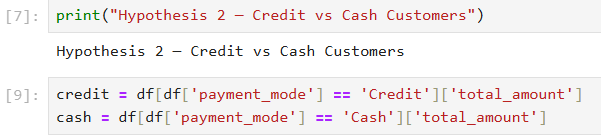 [7]: print("Hypothesis 2 — Credit vs Cash Customers")
Hypothesis 2 — Credit vs Cash Customers
[9]: credit = df[df['payment_mode'] == 'Credit']['total_amount']
cash = df[df['payment_mode'] == 'Cash']['total_amount']